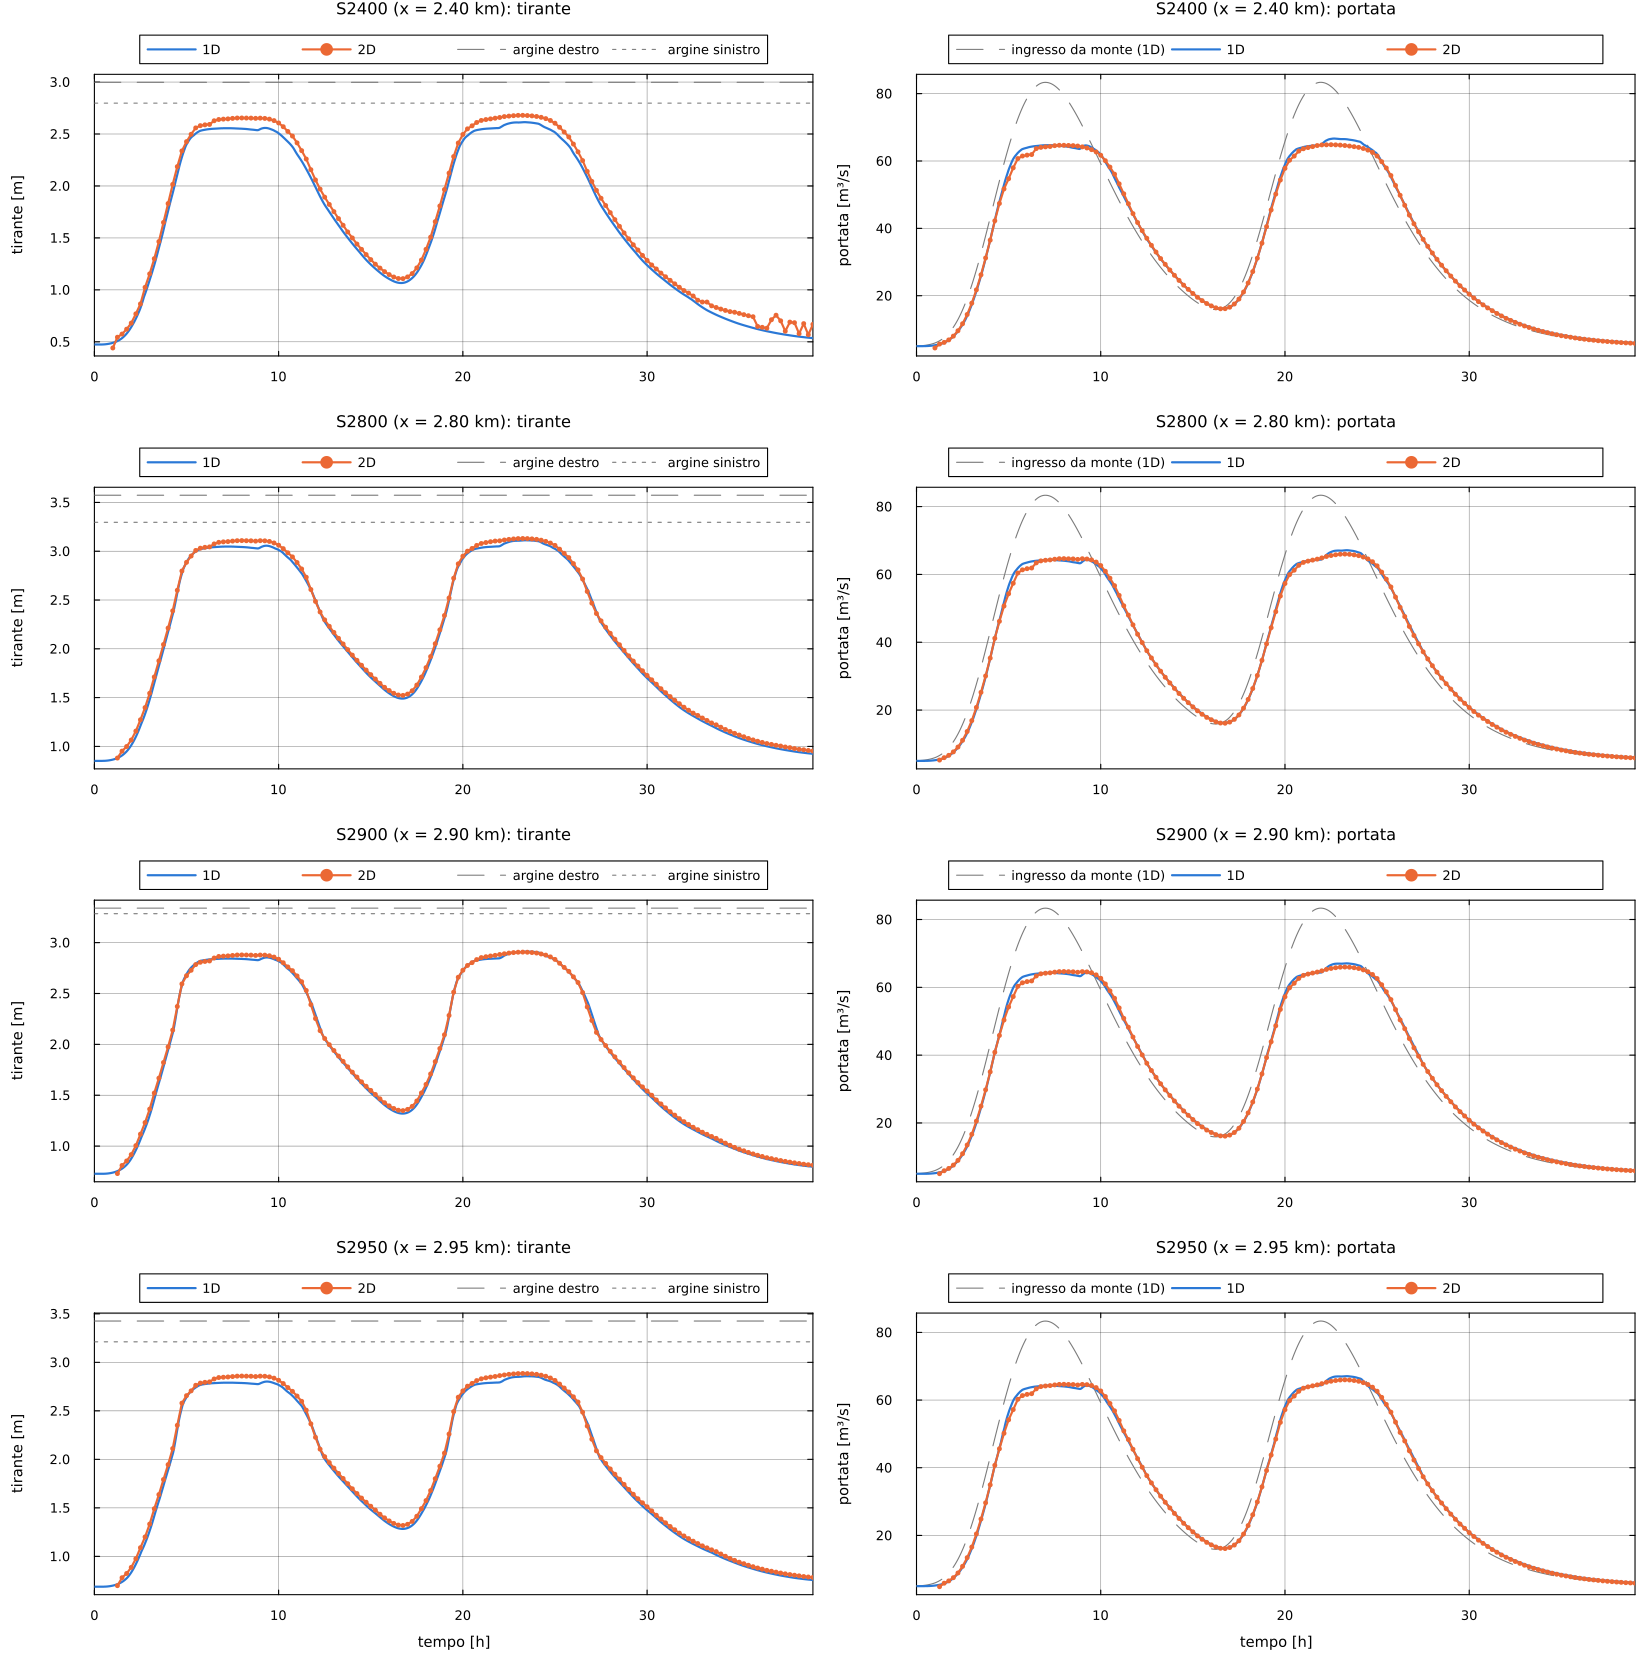 S2400 (x = 2.40 km): tirante
1D 2D argine destro argine sinistro
tirante [m]
3.0
2.5
2.0
1.5
1.0
0.5
0 10 20 30
S2400 (x = 2.40 km): portata
ingresso da monte (1D) 1D 2D
portata [m³/s]
80
60
40
20
0 10 20 30
S2800 (x = 2.80 km): tirante
1D 2D argine destro argine sinistro
tirante [m]
3.5
3.0
2.5
2.0
1.5
1.0
0 10 20 30
S2800 (x = 2.80 km): portata
ingresso da monte (1D) 1D 2D
portata [m³/s]
80
60
40
20
0 10 20 30
S2900 (x = 2.90 km): tirante
1D 2D argine destro argine sinistro
tirante [m]
3.0
2.5
2.0
1.5
1.0
0 10 20 30
S2900 (x = 2.90 km): portata
ingresso da monte (1D) 1D 2D
portata [m³/s]
80
60
40
20
0 10 20 30
S2950 (x = 2.95 km): tirante
1D 2D argine destro argine sinistro
tirante [m]
3.5
3.0
2.5
2.0
1.5
1.0
0 10 20 30
tempo [h]
S2950 (x = 2.95 km): portata
ingresso da monte (1D) 1D 2D
portata [m³/s]
80
60
40
20
0 10 20 30
tempo [h]